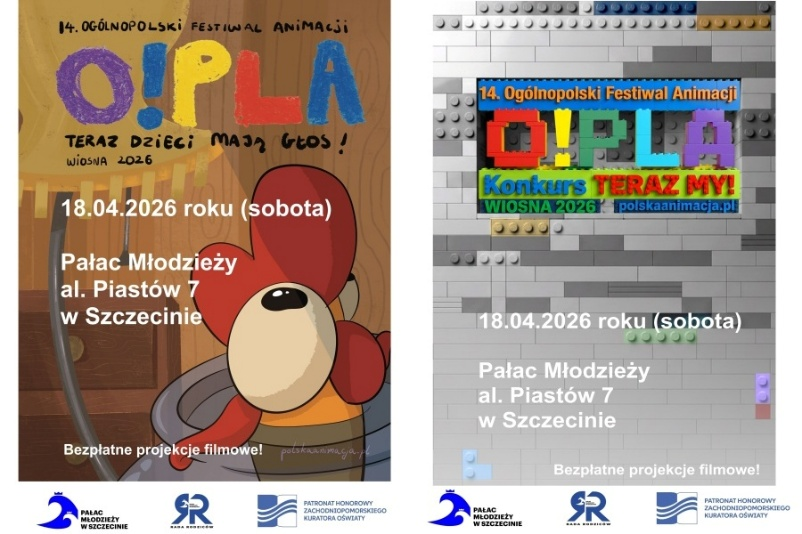 14. OGÓLNOPOLSKI FESTIWAL ANIMACJI
O!PLA
TERAZ DZIECI MAJĄ GŁOS!
WIOSNA 2026
18.04.2026 roku (sobota)
Pałac Młodzieży
al. Piastów 7
w Szczecinie
Bezpłatne projekcje filmowe!
polskaanimacja.pl
PAŁAC
MŁODZIEŻY
W SZCZECINIE
RR
RADA RODZICÓW
PATRONAT HONOROWY
ZACHODNIOPOMORSKIEGO
KURATORA OŚWIATY
14. Ogólnopolski Festiwal Animacji
O!PLA
Konkurs TERAZ MY!
WIOSNA 2026 polskaanimacja.pl
18.04.2026 roku (sobota)
Pałac Młodzieży
al. Piastów 7
w Szczecinie
Bezpłatne projekcje filmowe!
PAŁAC
MŁODZIEŻY
W SZCZECINIE
RR
RADA RODZICÓW
PATRONAT HONOROWY
ZACHODNIOPOMORSKIEGO
KURATORA OŚWIATY